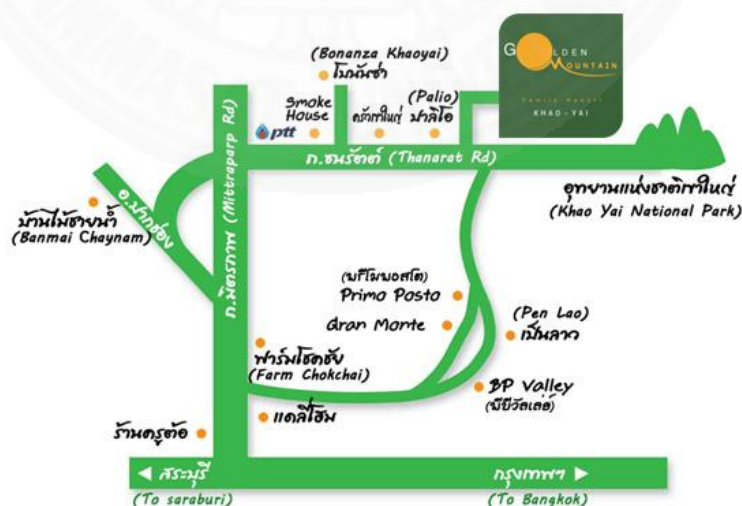 (Bonanza Khaoyai)
โบนันซ่า
GOLDEN
MOUNTAIN
Family Resort
KHAO-YAI
(Palio)
ปาลิโอ
Smoke
House
ptt
ครัวเขาใหญ่
ถ.ธนรัตต์ (Thanarat Rd)
อุทยานแห่งชาติเขาใหญ่
(Khao Yai National Park)
ถ.มิตรภาพ (Mittraparp Rd)
อ.ปากช่อง
บ้านไม้ชายน้ำ
(Banmai Chaynam)
(พรีโมพอสโต)
Primo Posto
Gran Monte
(Pen Lao)
เป็นลาว
ฟาร์มโชคชัย
(Farm Chokchai)
BP Valley
(พีบีวัลเล่ย์)
แดลี่โฮม
ร้านครูต้อ
◀ สระบุรี
(To saraburi)
กรุงเทพฯ ▶
(To Bangkok)